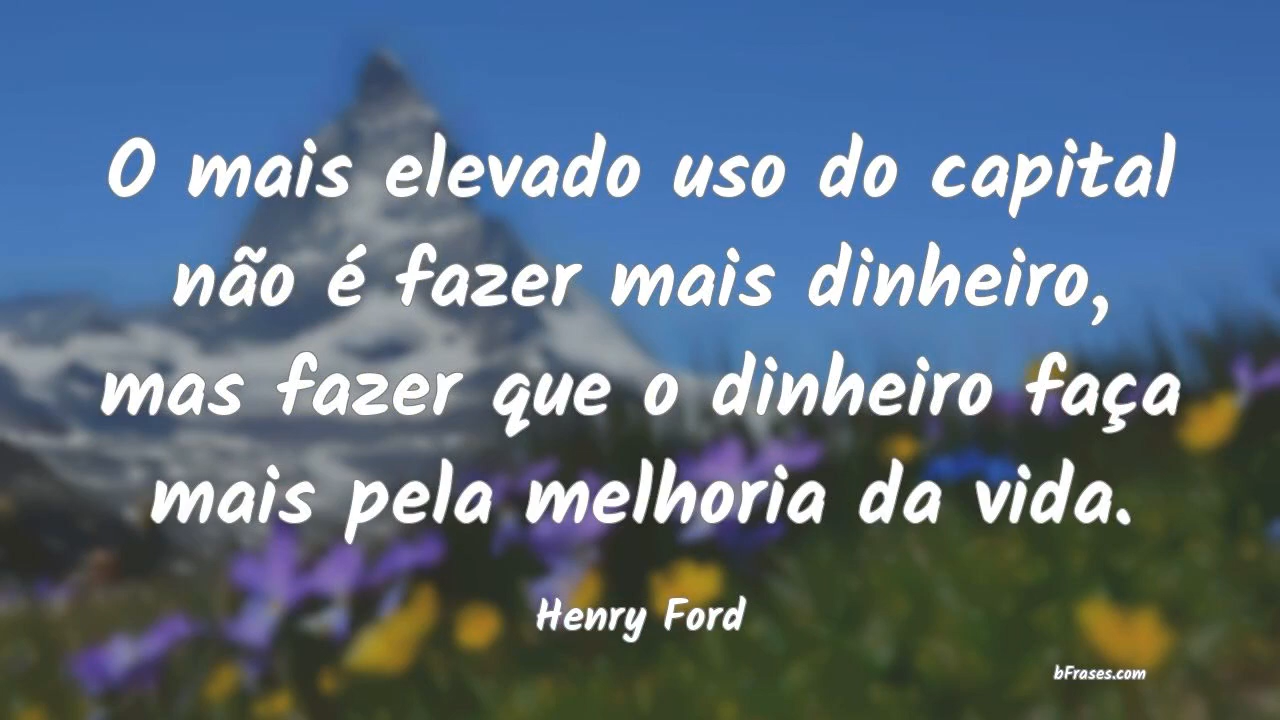 O mais elevado uso do capital
não é fazer mais dinheiro,
mas fazer que o dinheiro faça
mais pela melhoria da vida.
Henry Ford
bFrases.com